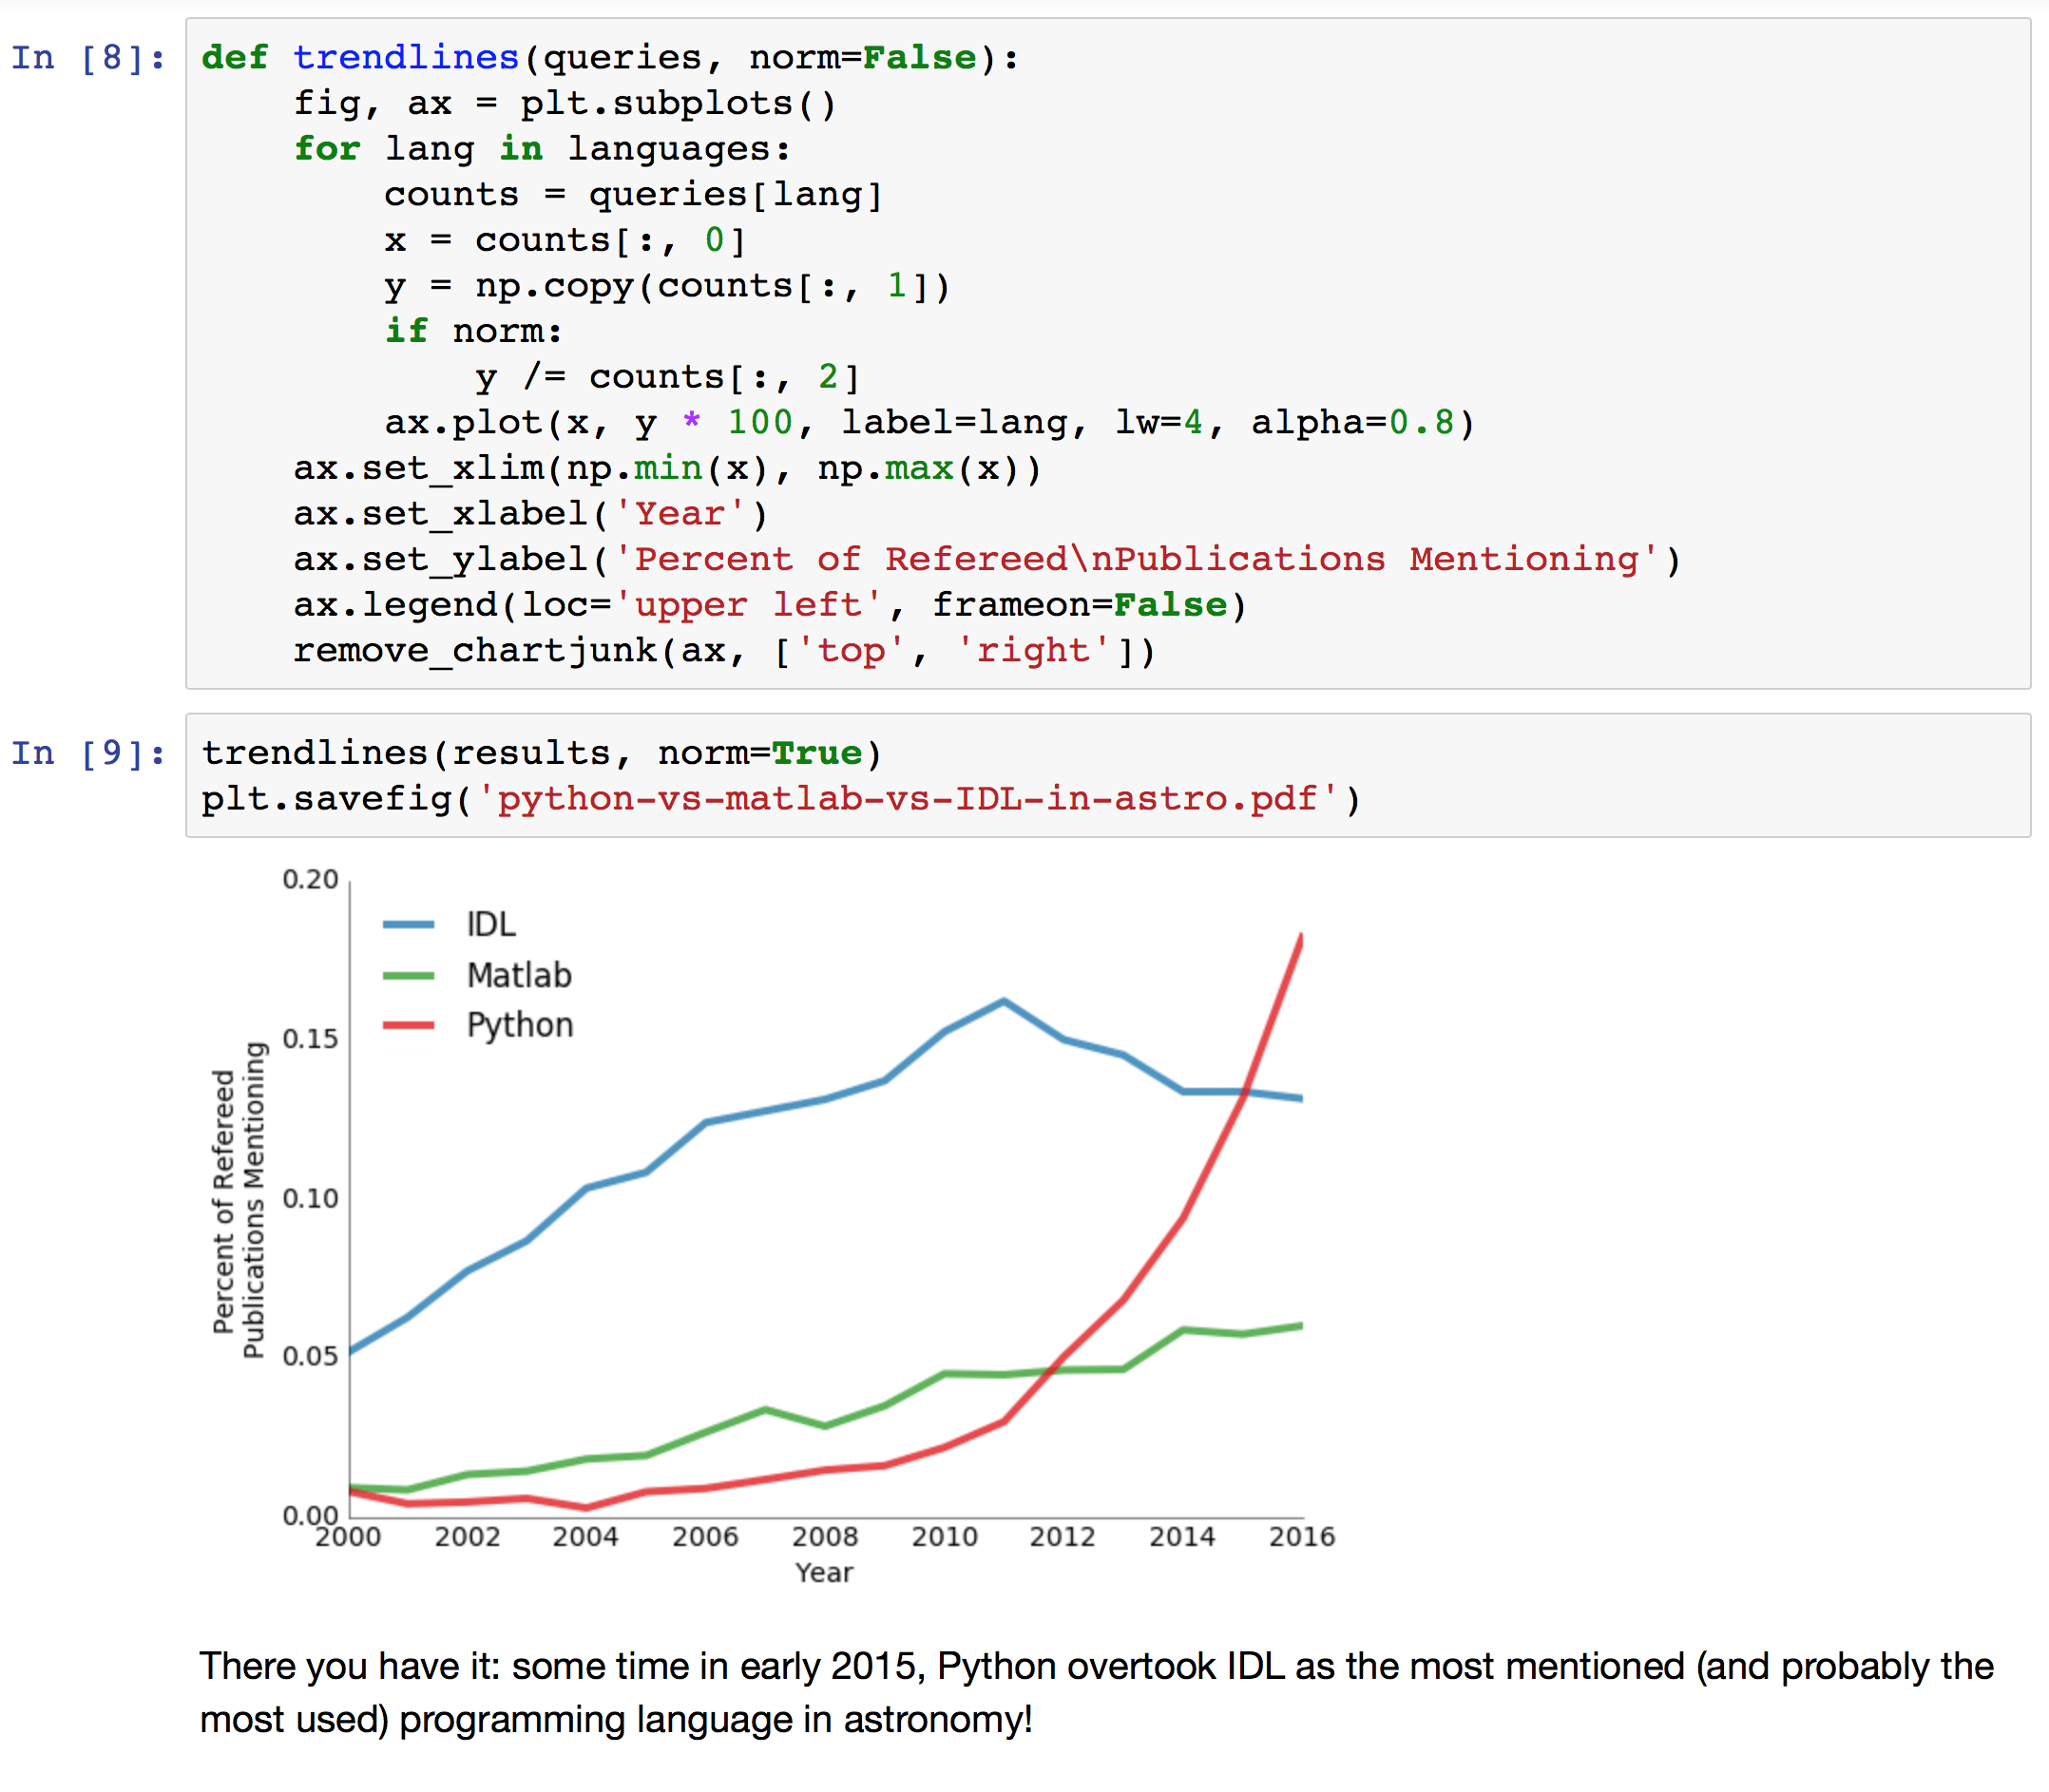 In [8]:
def trendlines(queries, norm=False):
    fig, ax = plt.subplots()
    for lang in languages:
        counts = queries[lang]
        x = counts[:, 0]
        y = np.copy(counts[:, 1])
        if norm:
            y /= counts[:, 2]
        ax.plot(x, y * 100, label=lang, lw=4, alpha=0.8)
    ax.set_xlim(np.min(x), np.max(x))
    ax.set_xlabel('Year')
    ax.set_ylabel('Percent of Refereed\nPublications Mentioning')
    ax.legend(loc='upper left', frameon=False)
    remove_chartjunk(ax, ['top', 'right'])
In [9]:
trendlines(results, norm=True)
plt.savefig('python-vs-matlab-vs-IDL-in-astro.pdf')
IDL
Matlab
Python
Percent of Refereed
Publications Mentioning
0.20
0.15
0.10
0.05
0.00
2000 2002 2004 2006 2008 2010 2012 2014 2016
Year
There you have it: some time in early 2015, Python overtook IDL as the most mentioned (and probably the
most used) programming language in astronomy!